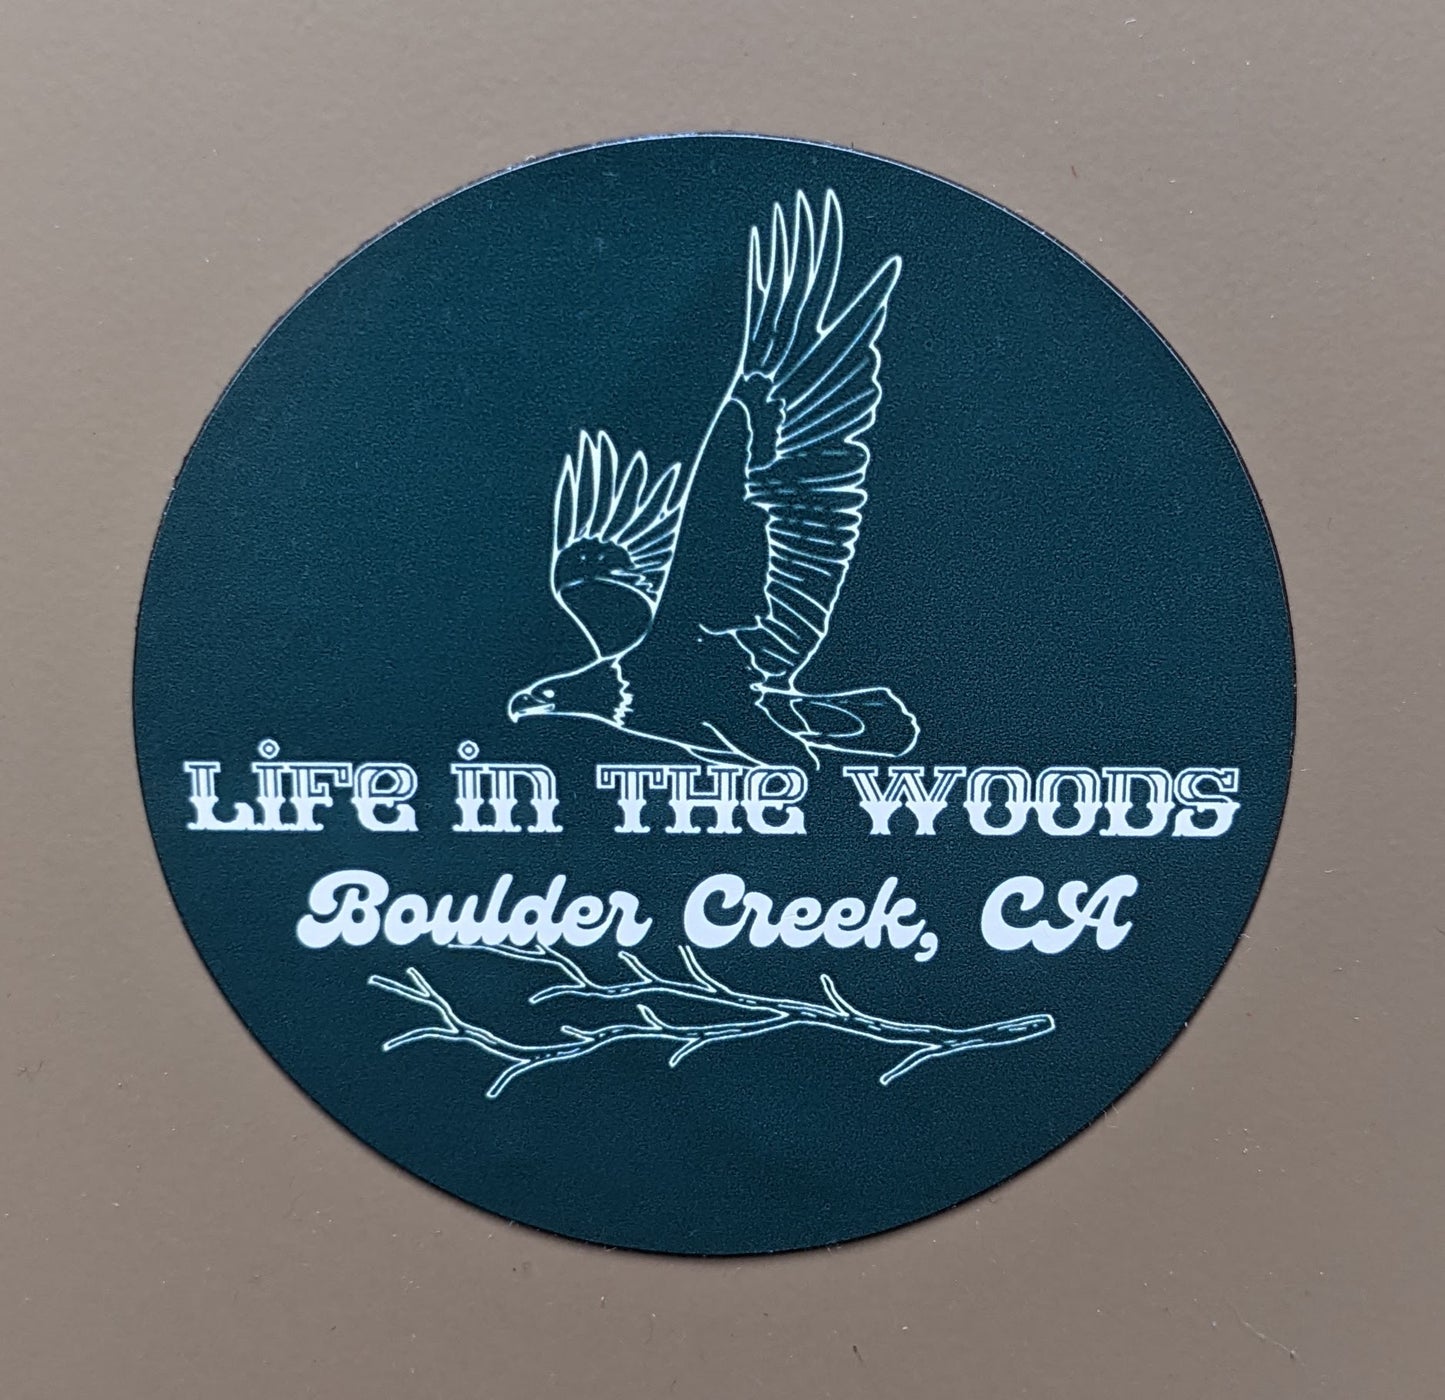 Life in the Woods
Boulder Creek, CA